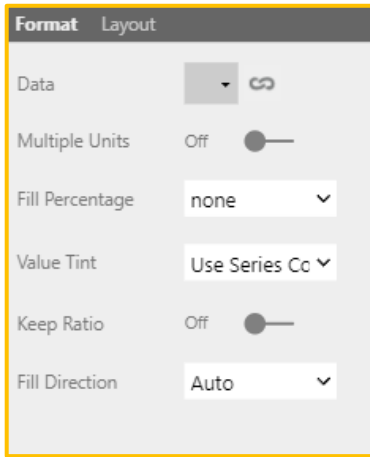 Format Layout
Data
Multiple Units Off
Fill Percentage none
Value Tint Use Series Co
Keep Ratio Off
Fill Direction Auto